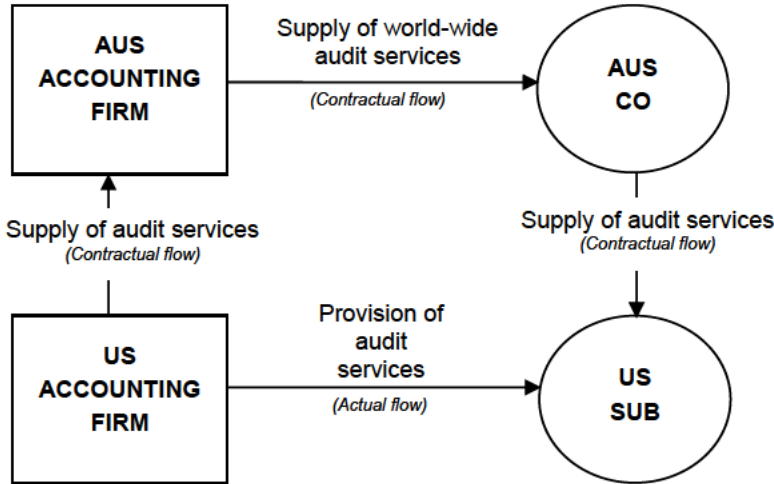 AUS
ACCOUNTING
FIRM
Supply of world-wide
audit services
(Contractual flow)
AUS
CO
Supply of audit services
(Contractual flow)
Supply of audit services
(Contractual flow)
US
ACCOUNTING
FIRM
Provision of
audit
services
(Actual flow)
US
SUB